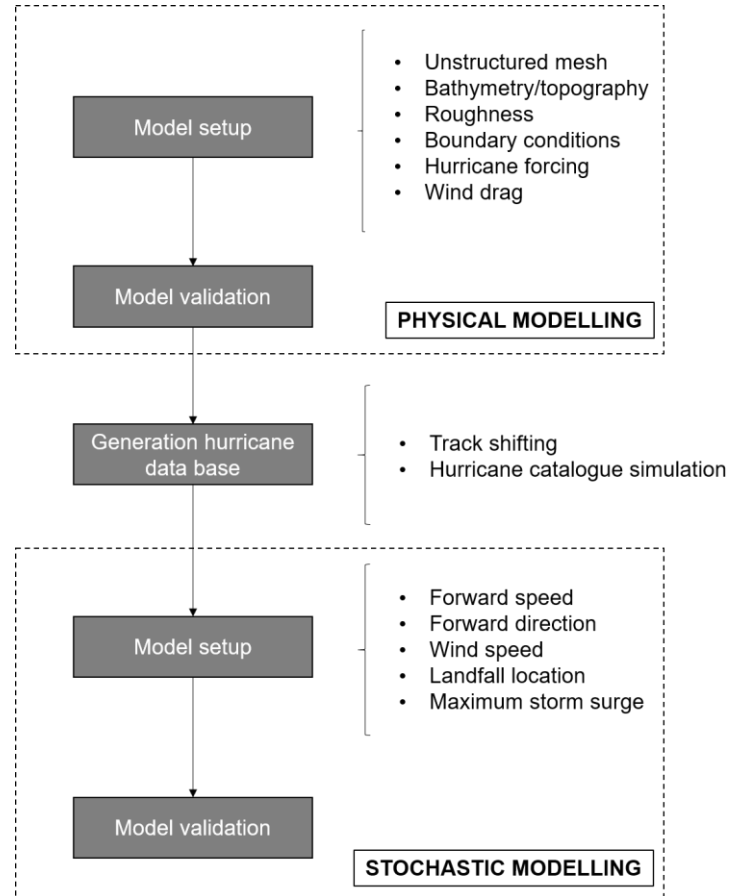 Model setup
• Unstructured mesh
• Bathymetry/topography
• Roughness
• Boundary conditions
• Hurricane forcing
• Wind drag
Model validation
PHYSICAL MODELLING
Generation hurricane
data base
• Track shifting
• Hurricane catalogue simulation
Model setup
• Forward speed
• Forward direction
• Wind speed
• Landfall location
• Maximum storm surge
Model validation
STOCHASTIC MODELLING